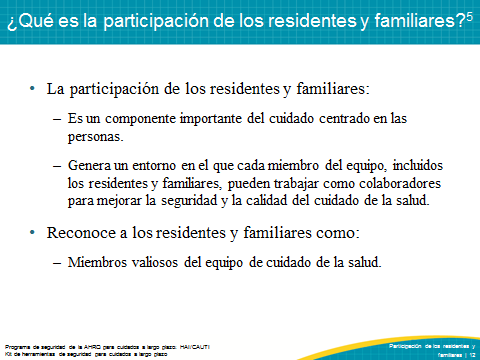 ¿Qué es la participación de los residentes y familiares?5
• La participación de los residentes y familiares:
– Es un componente importante del cuidado centrado en las
personas.
– Genera un entorno en el que cada miembro del equipo, incluidos
los residentes y familiares, pueden trabajar como colaboradores
para mejorar la seguridad y la calidad del cuidado de la salud.
• Reconoce a los residentes y familiares como:
– Miembros valiosos del equipo de cuidado de la salud.
Programa de seguridad de la AHRQ para cuidados a largo plazo: HAI/CAUTI
Kit de herramientas de seguridad para cuidados a largo plazo
Participación de los residentes y
familiares | 12